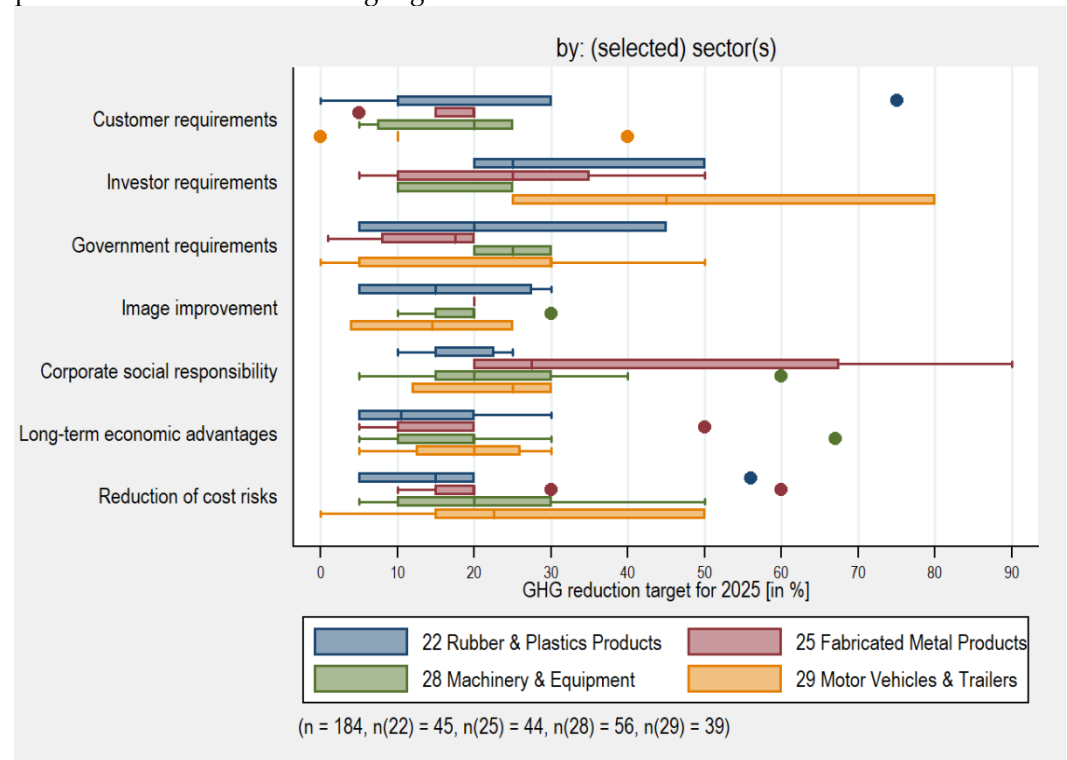 by: (selected) sector(s)
Customer requirements
Investor requirements
Government requirements
Image improvement
Corporate social responsibility
Long-term economic advantages
Reduction of cost risks
0 10 20 30 40 50 60 70 80 90
GHG reduction target for 2025 [in %]
22 Rubber & Plastics Products 25 Fabricated Metal Products
28 Machinery & Equipment 29 Motor Vehicles & Trailers
(n = 184, n(22) = 45, n(25) = 44, n(28) = 56, n(29) = 39)